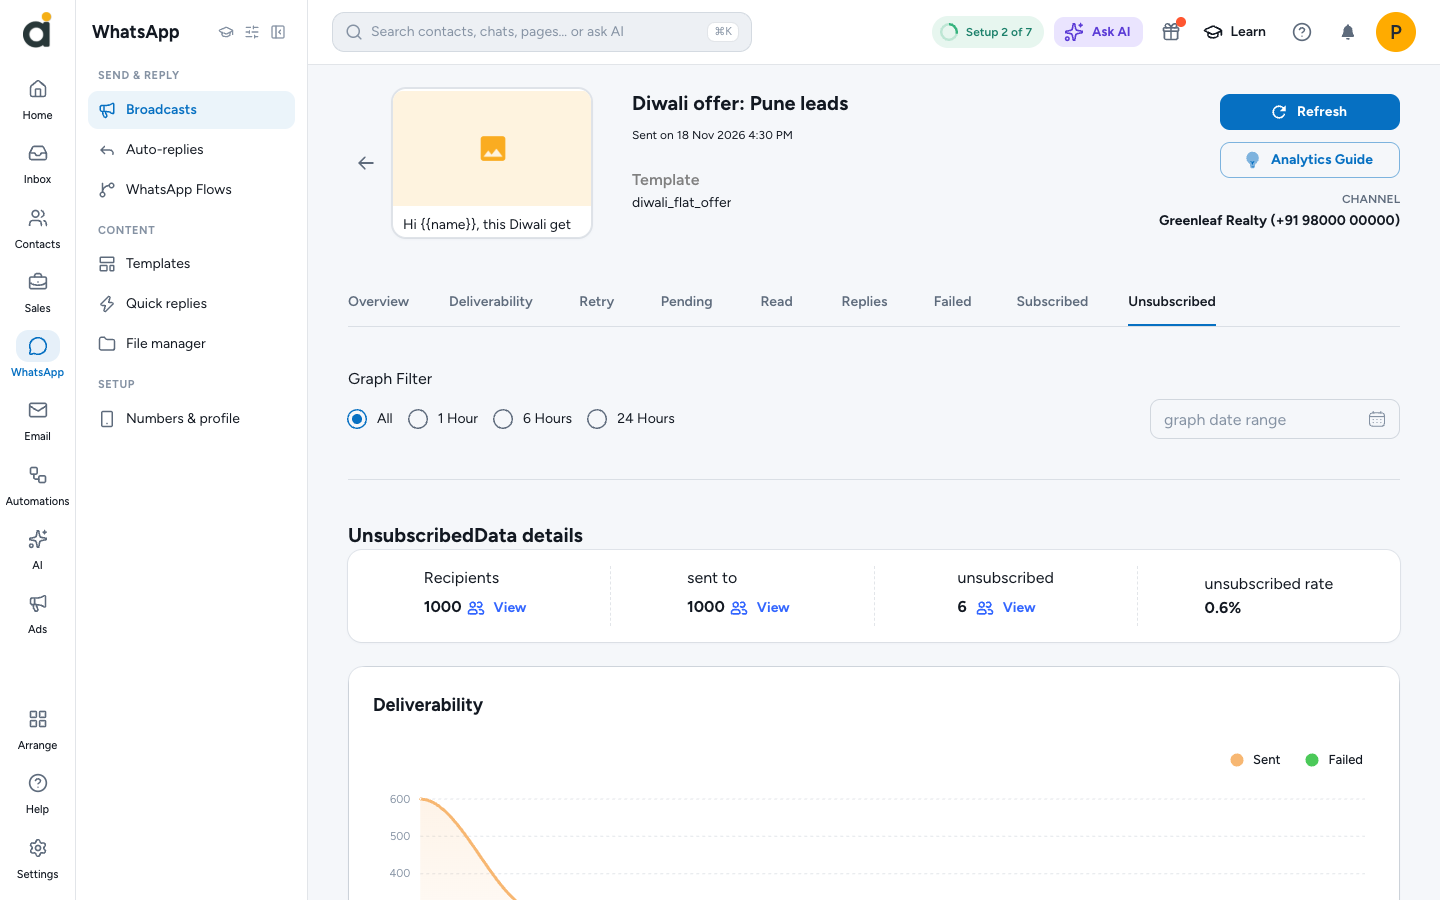 WhatsApp
Search contacts, chats, pages... or ask AI
⌘K
Setup 2 of 7
Ask AI
Learn
P
Home
Inbox
Contacts
Sales
WhatsApp
Email
Automations
AI
Ads
Arrange
Help
Settings
SEND & REPLY
Broadcasts
Auto-replies
WhatsApp Flows
CONTENT
Templates
Quick replies
File manager
SETUP
Numbers & profile
Hi {{name}}, this Diwali get
Diwali offer: Pune leads
Sent on 18 Nov 2026 4:30 PM
Template
diwali_flat_offer
Refresh
Analytics Guide
CHANNEL
Greenleaf Realty (+91 98000 00000)
Overview
Deliverability
Retry
Pending
Read
Replies
Failed
Subscribed
Unsubscribed
Graph Filter
All
1 Hour
6 Hours
24 Hours
graph date range
UnsubscribedData details
Recipients
1000 View
sent to
1000 View
unsubscribed
6 View
unsubscribed rate
0.6%
Deliverability
Sent
Failed
600
500
400